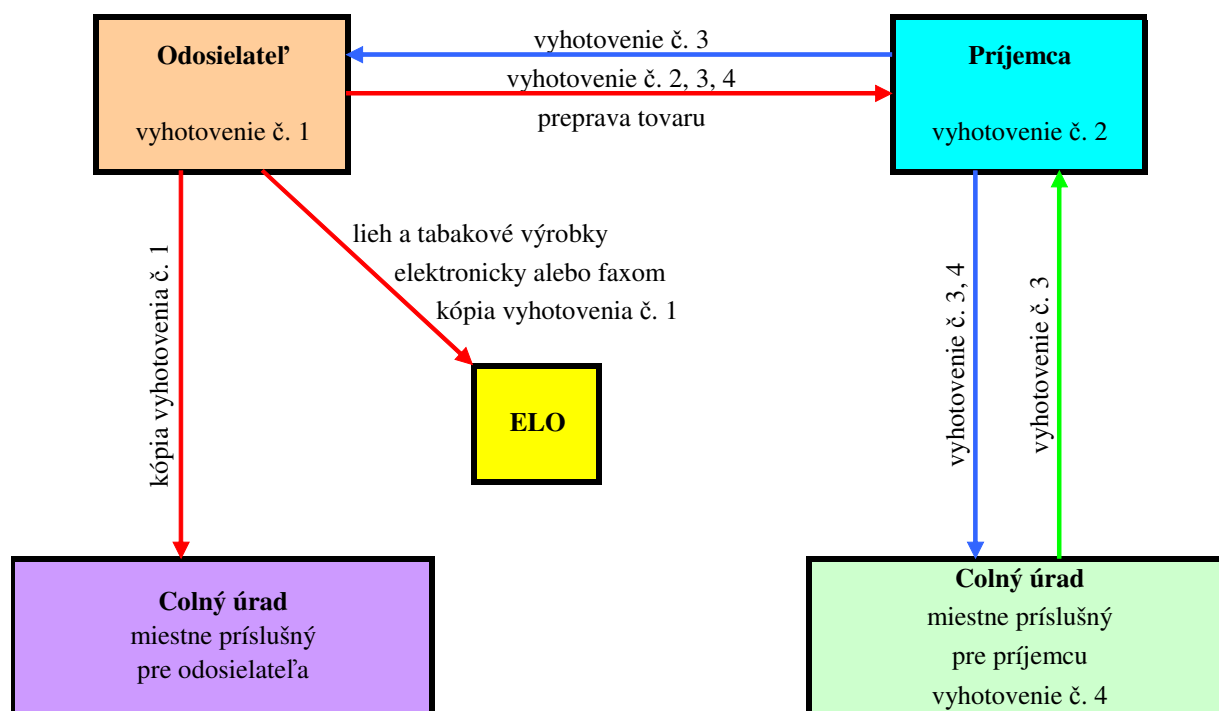 Odosielateľ
vyhotovenie č. 1
vyhotovenie č. 3
vyhotovenie č. 2, 3, 4
preprava tovaru
Príjemca
vyhotovenie č. 2
kópia vyhotovenia č. 1
lieh a tabakové výrobky
elektronicky alebo faxom
kópia vyhotovenia č. 1
ELO
vyhotovenie č. 3, 4
vyhotovenie č. 3
Colný úrad
miestne príslušný
pre odosielateľa
Colný úrad
miestne príslušný
pre príjemcu
vyhotovenie č. 4